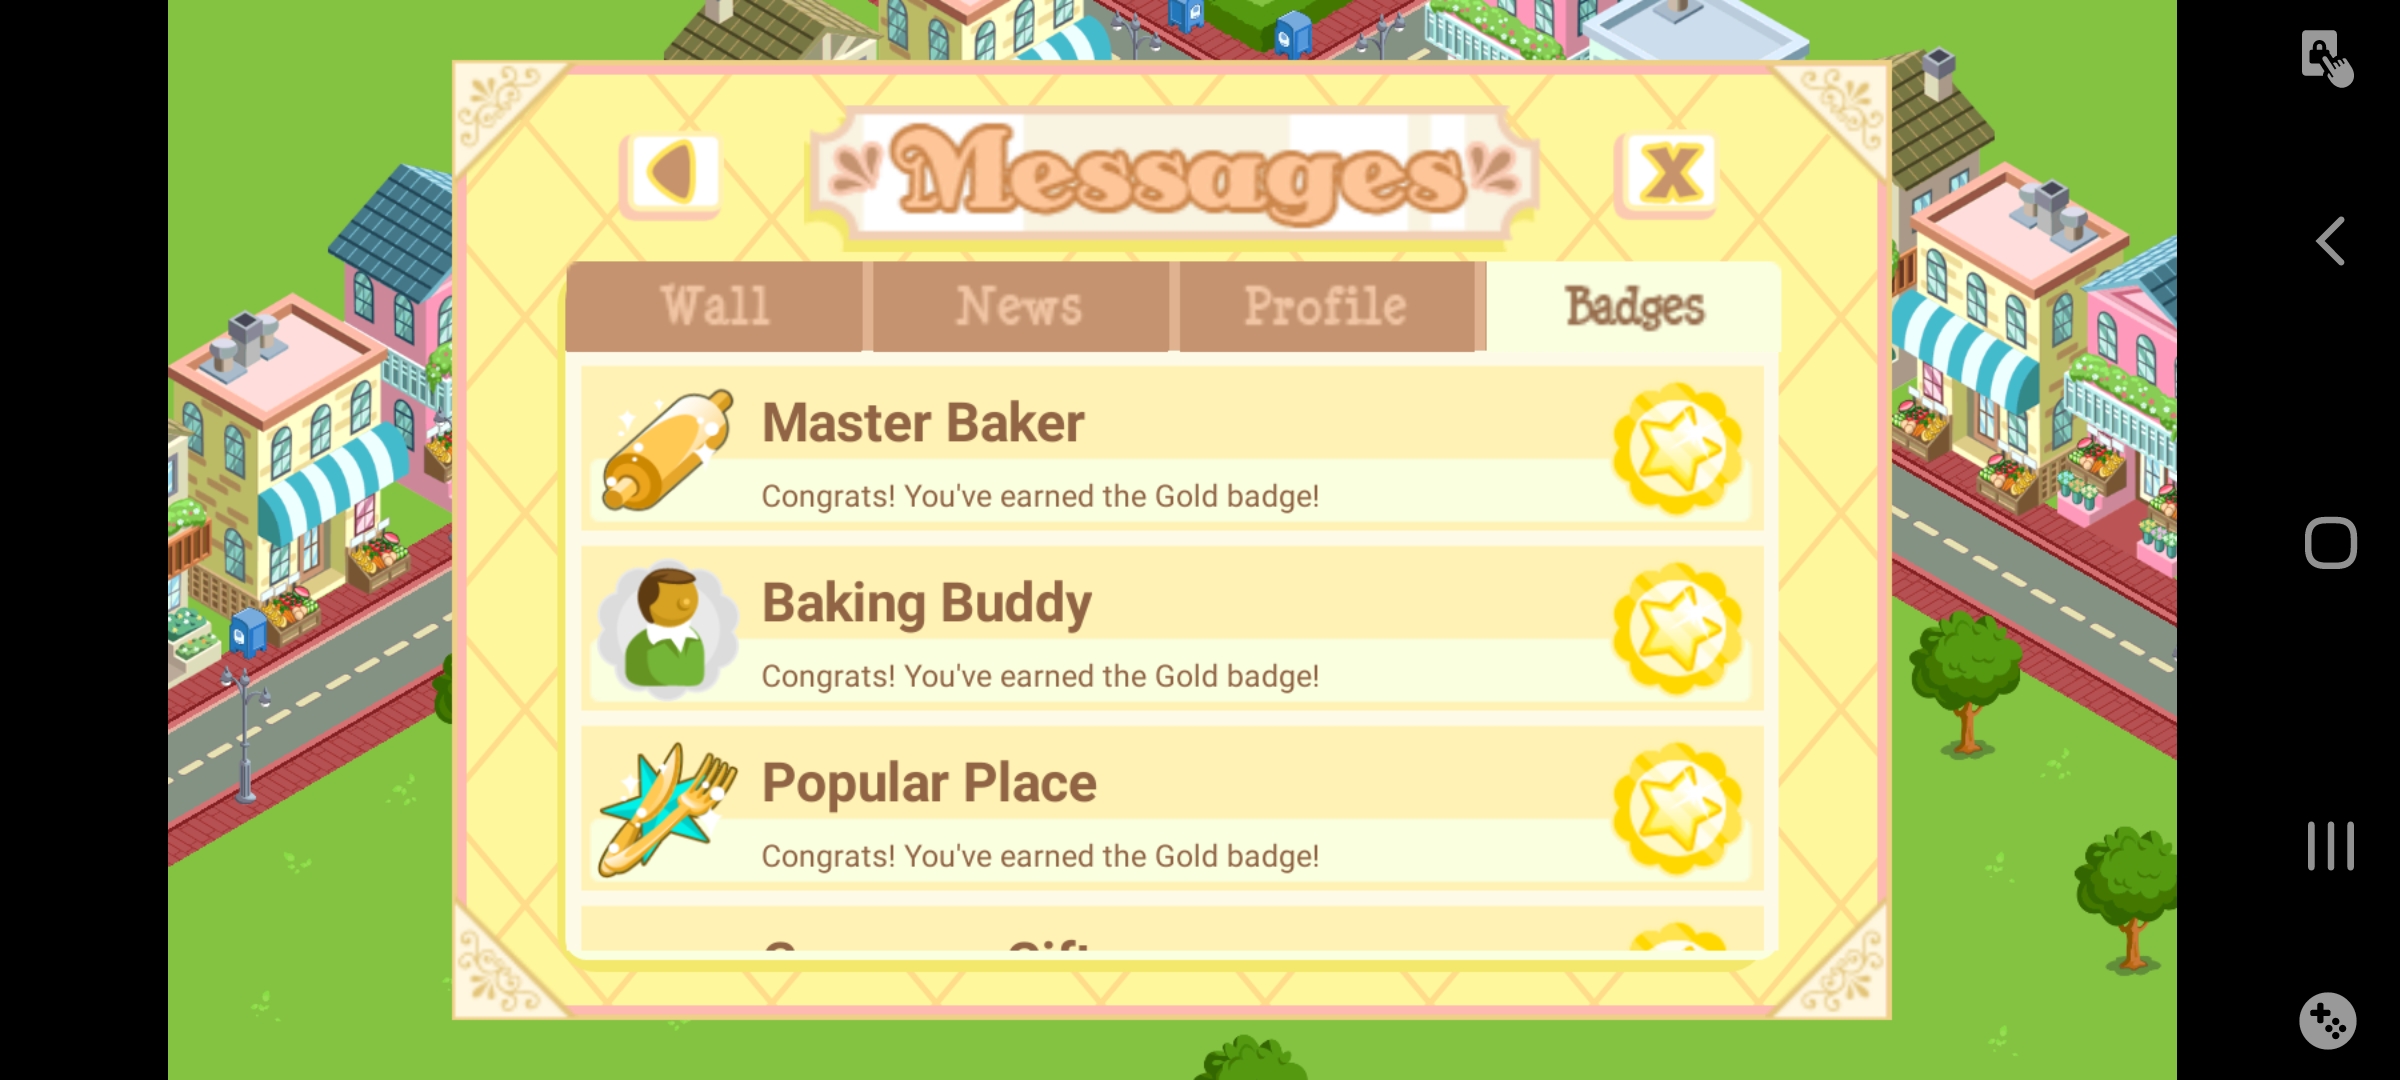 Messages
Wall
News
Profile
Badges
Master Baker
Congrats! You've earned the Gold badge!
Baking Buddy
Congrats! You've earned the Gold badge!
Popular Place
Congrats! You've earned the Gold badge!